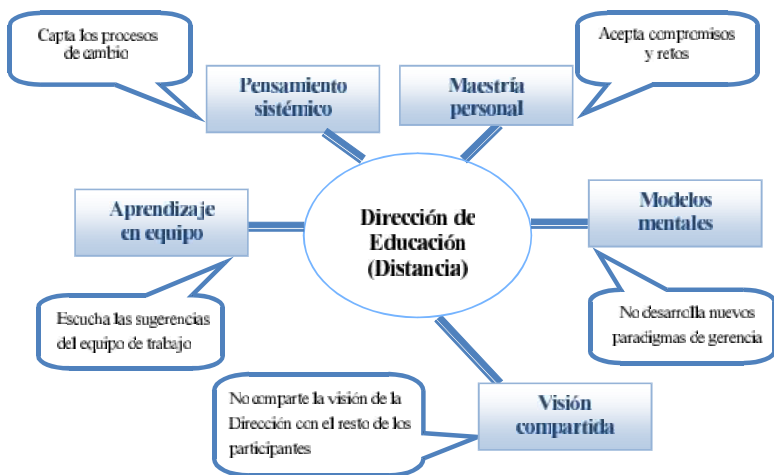 Capta los procesos
de cambio
Acepta compromisos
y retos
Pensamiento
sistémico
Maestría
personal
Aprendizaje
en equipo
Dirección de
Educación
(Distancia)
Modelos
mentales
Escucha las sugerencias
del equipo de trabajo
No desarrolla nuevos
paradigmas de gerencia
No comparte la visión de la
Dirección con el resto de los
participantes
Visión
compartida